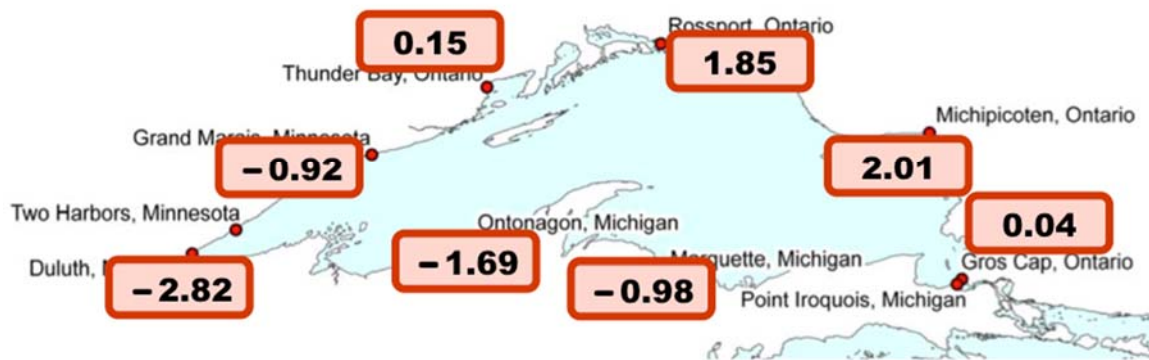 Rossport, Ontario
0.15
1.85
Thunder Bay, Ontario
Michipicoten, Ontario
Grand Marais, Minnesota
– 0.92
2.01
Two Harbors, Minnesota
Ontonagon, Michigan
0.04
– 1.69
Marquette, Michigan
Gros Cap, Ontario
Duluth,
– 2.82
– 0.98
Point Iroquois, Michigan